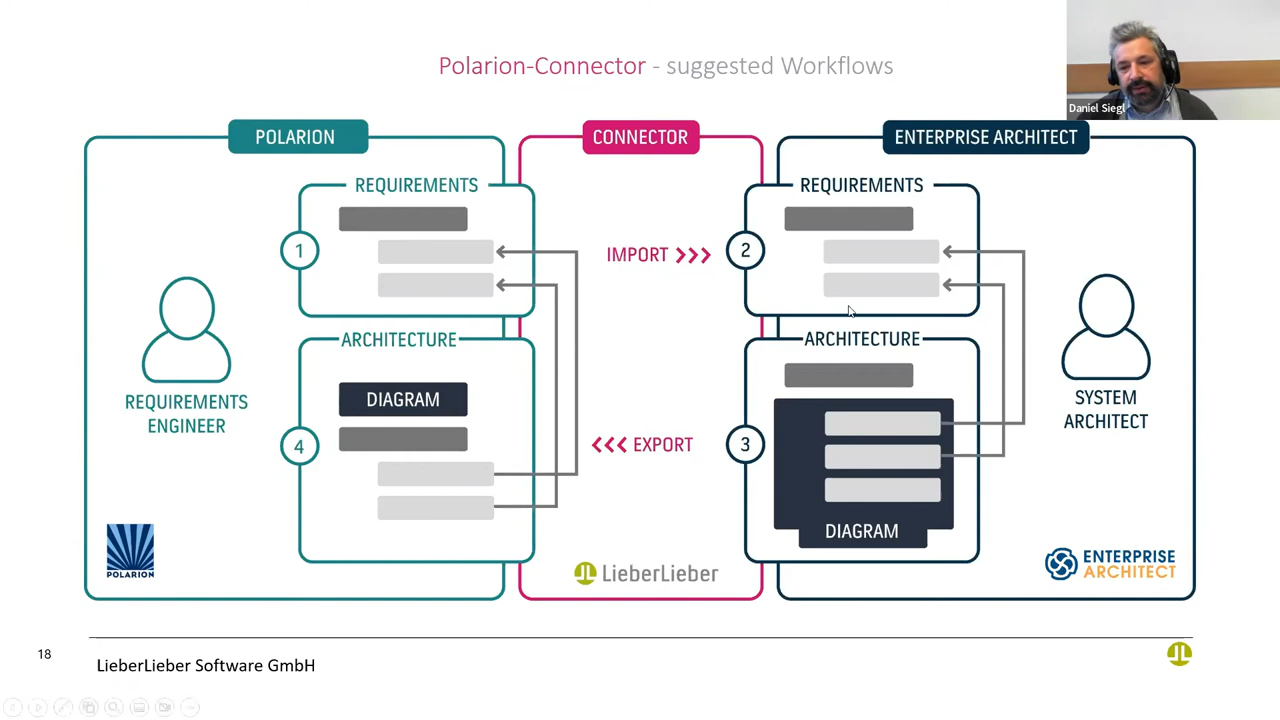 Polarion-Connector - suggested Workflows
Daniel Siegl
POLARION
CONNECTOR
ENTERPRISE ARCHITECT
REQUIREMENTS
1
IMPORT >>>
REQUIREMENTS
2
REQUIREMENTS
ENGINEER
ARCHITECTURE
DIAGRAM
4
<<< EXPORT
ARCHITECTURE
3
DIAGRAM
SYSTEM
ARCHITECT
POLARION
LieberLieber
ENTERPRISE
ARCHITECT
18
LieberLieber Software GmbH